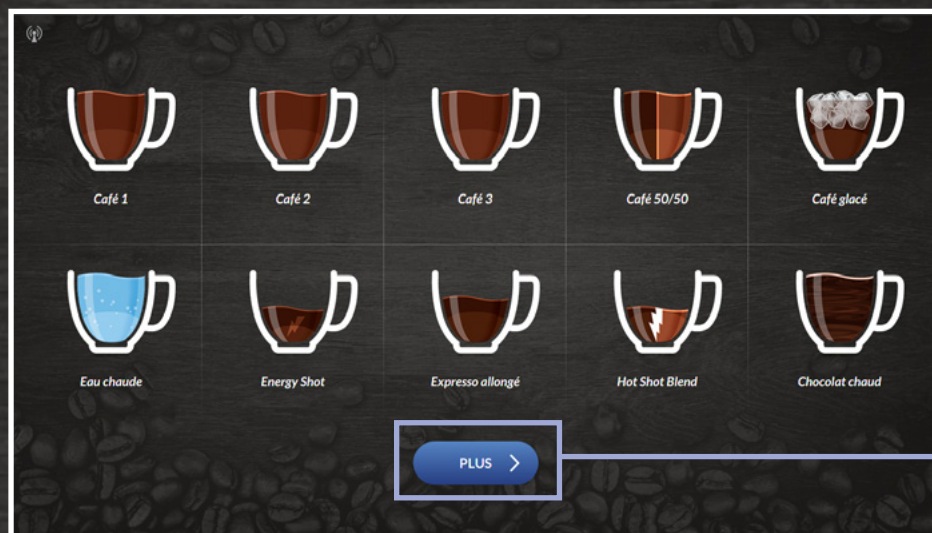 Café 1
Café 2
Café 3
Café 50/50
Café glacé
Eau chaude
Energy Shot
Expresso allongé
Hot Shot Blend
Chocolat chaud
PLUS